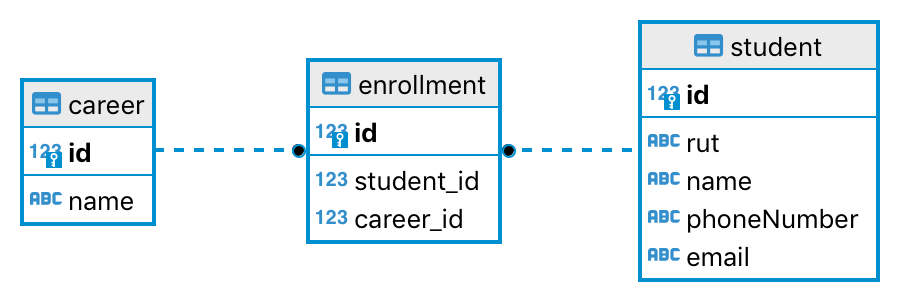 career
123 id
ABC name
enrollment
123 id
123 student_id
123 career_id
student
123 id
ABC rut
ABC name
ABC phoneNumber
ABC email